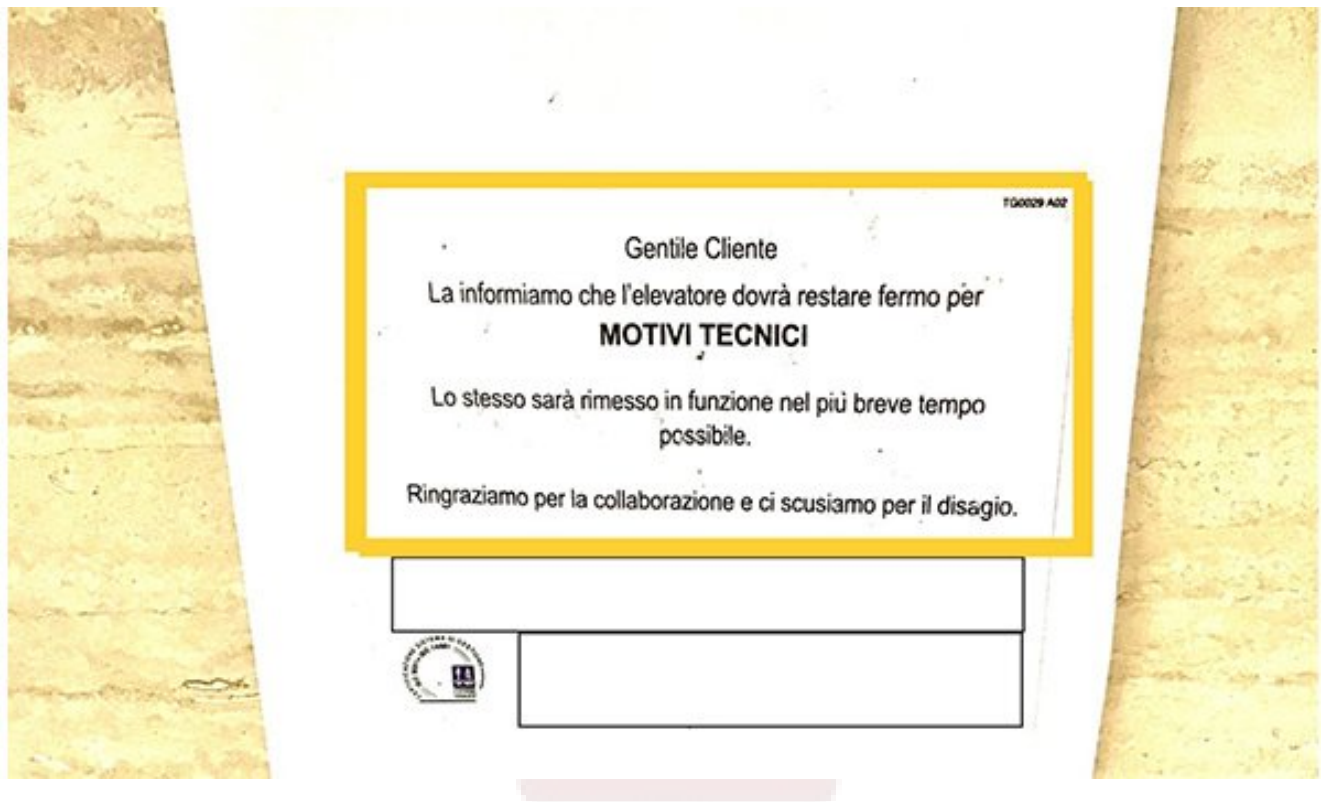 TG0029 A02
Gentile Cliente
La informiamo che l'elevatore dovrà restare fermo per
MOTIVI TECNICI
Lo stesso sarà rimesso in funzione nel più breve tempo
possibile.
Ringraziamo per la collaborazione e ci scusiamo per il disagio.